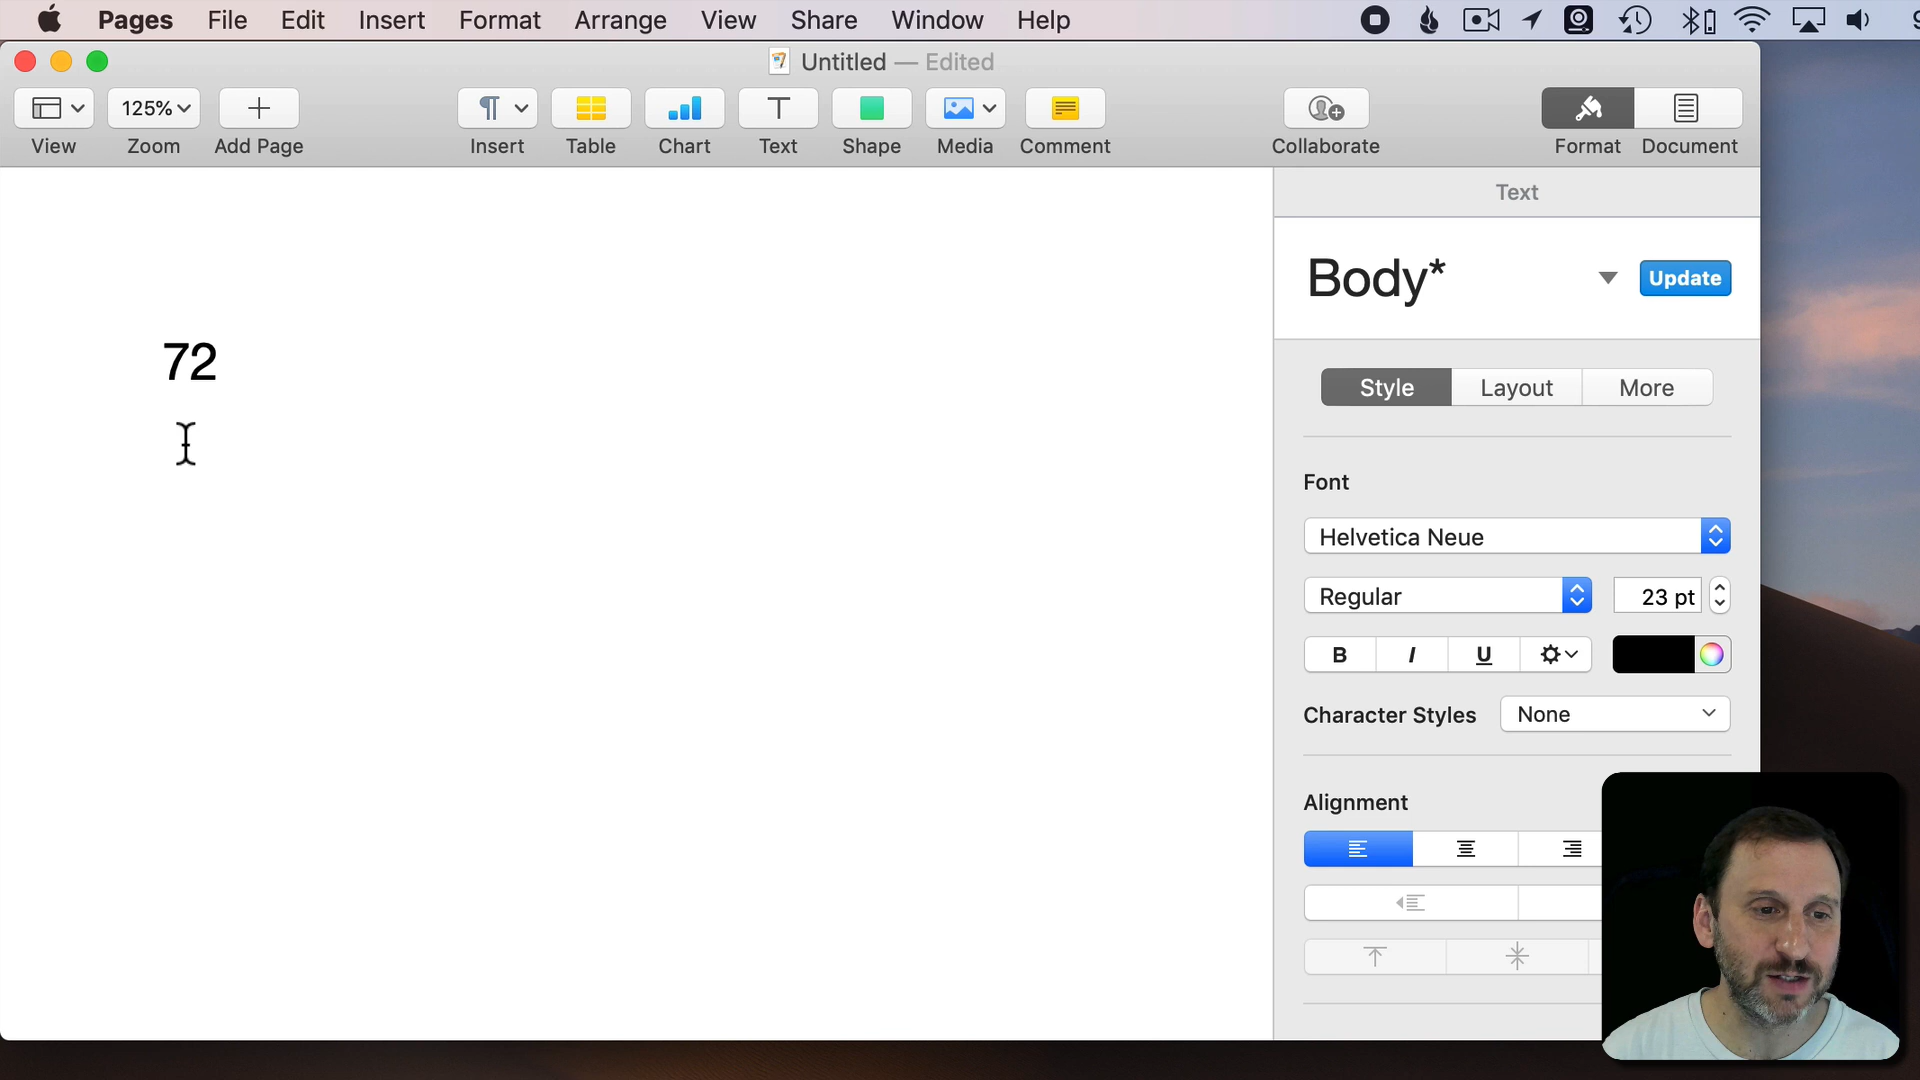 Pages File Edit Insert Format Arrange View Share Window Help
Untitled — Edited
125%
View Zoom Add Page Insert Table Chart Text Shape Media Comment Collaborate Format Document
Text
Body*
Update
72
Style Layout More
Font
Helvetica Neue
Regular
23 pt
B I U
Character Styles
None
Alignment